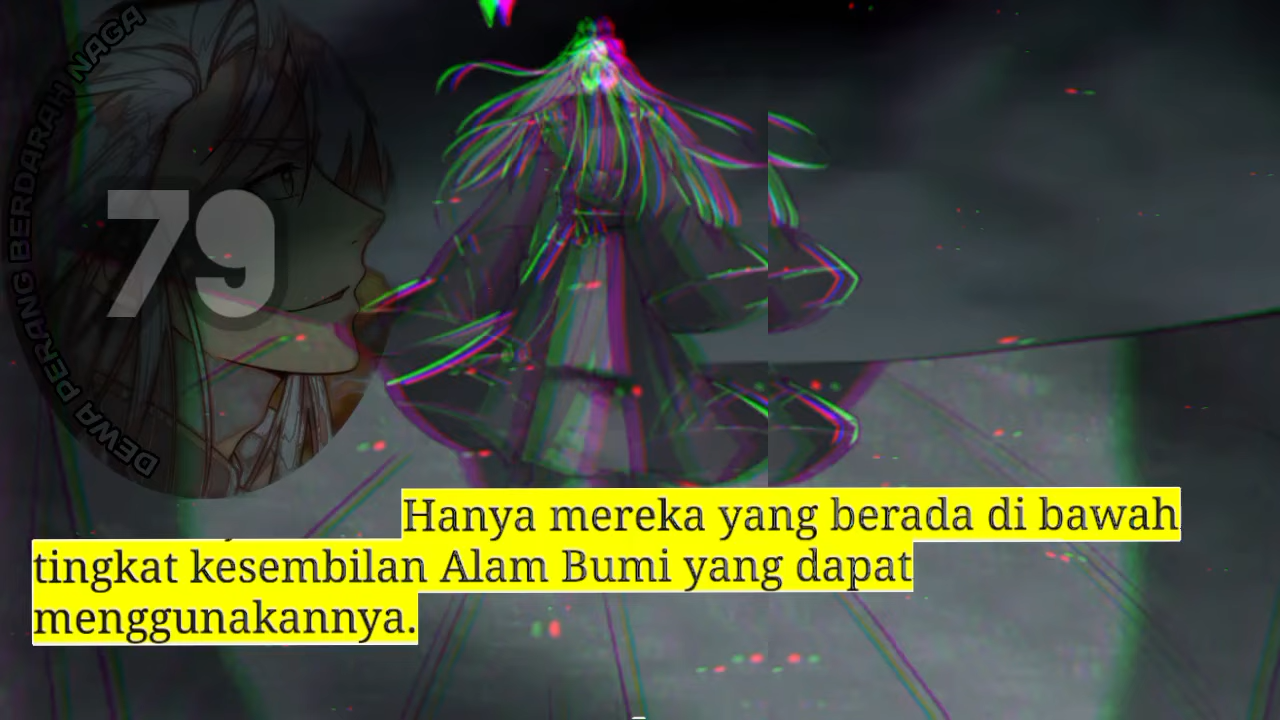 DEWA PERANG BERDARAH NAGA
79
Hanya mereka yang berada di bawah
tingkat kesembilan Alam Bumi yang dapat
menggunakannya.